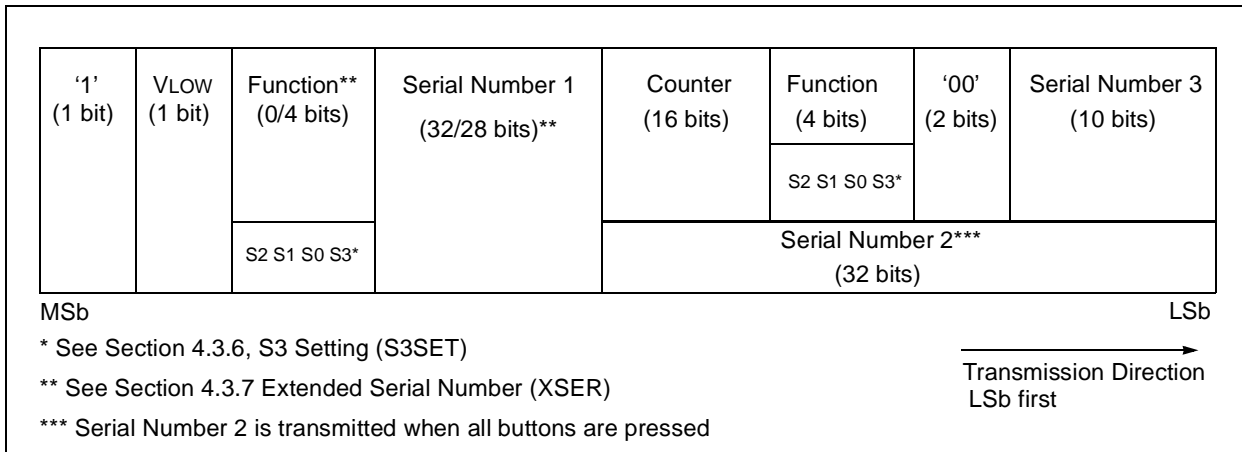 ‘1’
(1 bit)
VLOW
(1 bit)
Function**
(0/4 bits)
S2 S1 S0 S3*
Serial Number 1
(32/28 bits)**
Counter
(16 bits)
Function
(4 bits)
S2 S1 S0 S3*
‘00’
(2 bits)
Serial Number 3
(10 bits)
Serial Number 2***
(32 bits)
MSb
LSb
* See Section 4.3.6, S3 Setting (S3SET)
** See Section 4.3.7 Extended Serial Number (XSER)
*** Serial Number 2 is transmitted when all buttons are pressed
Transmission Direction
LSb first